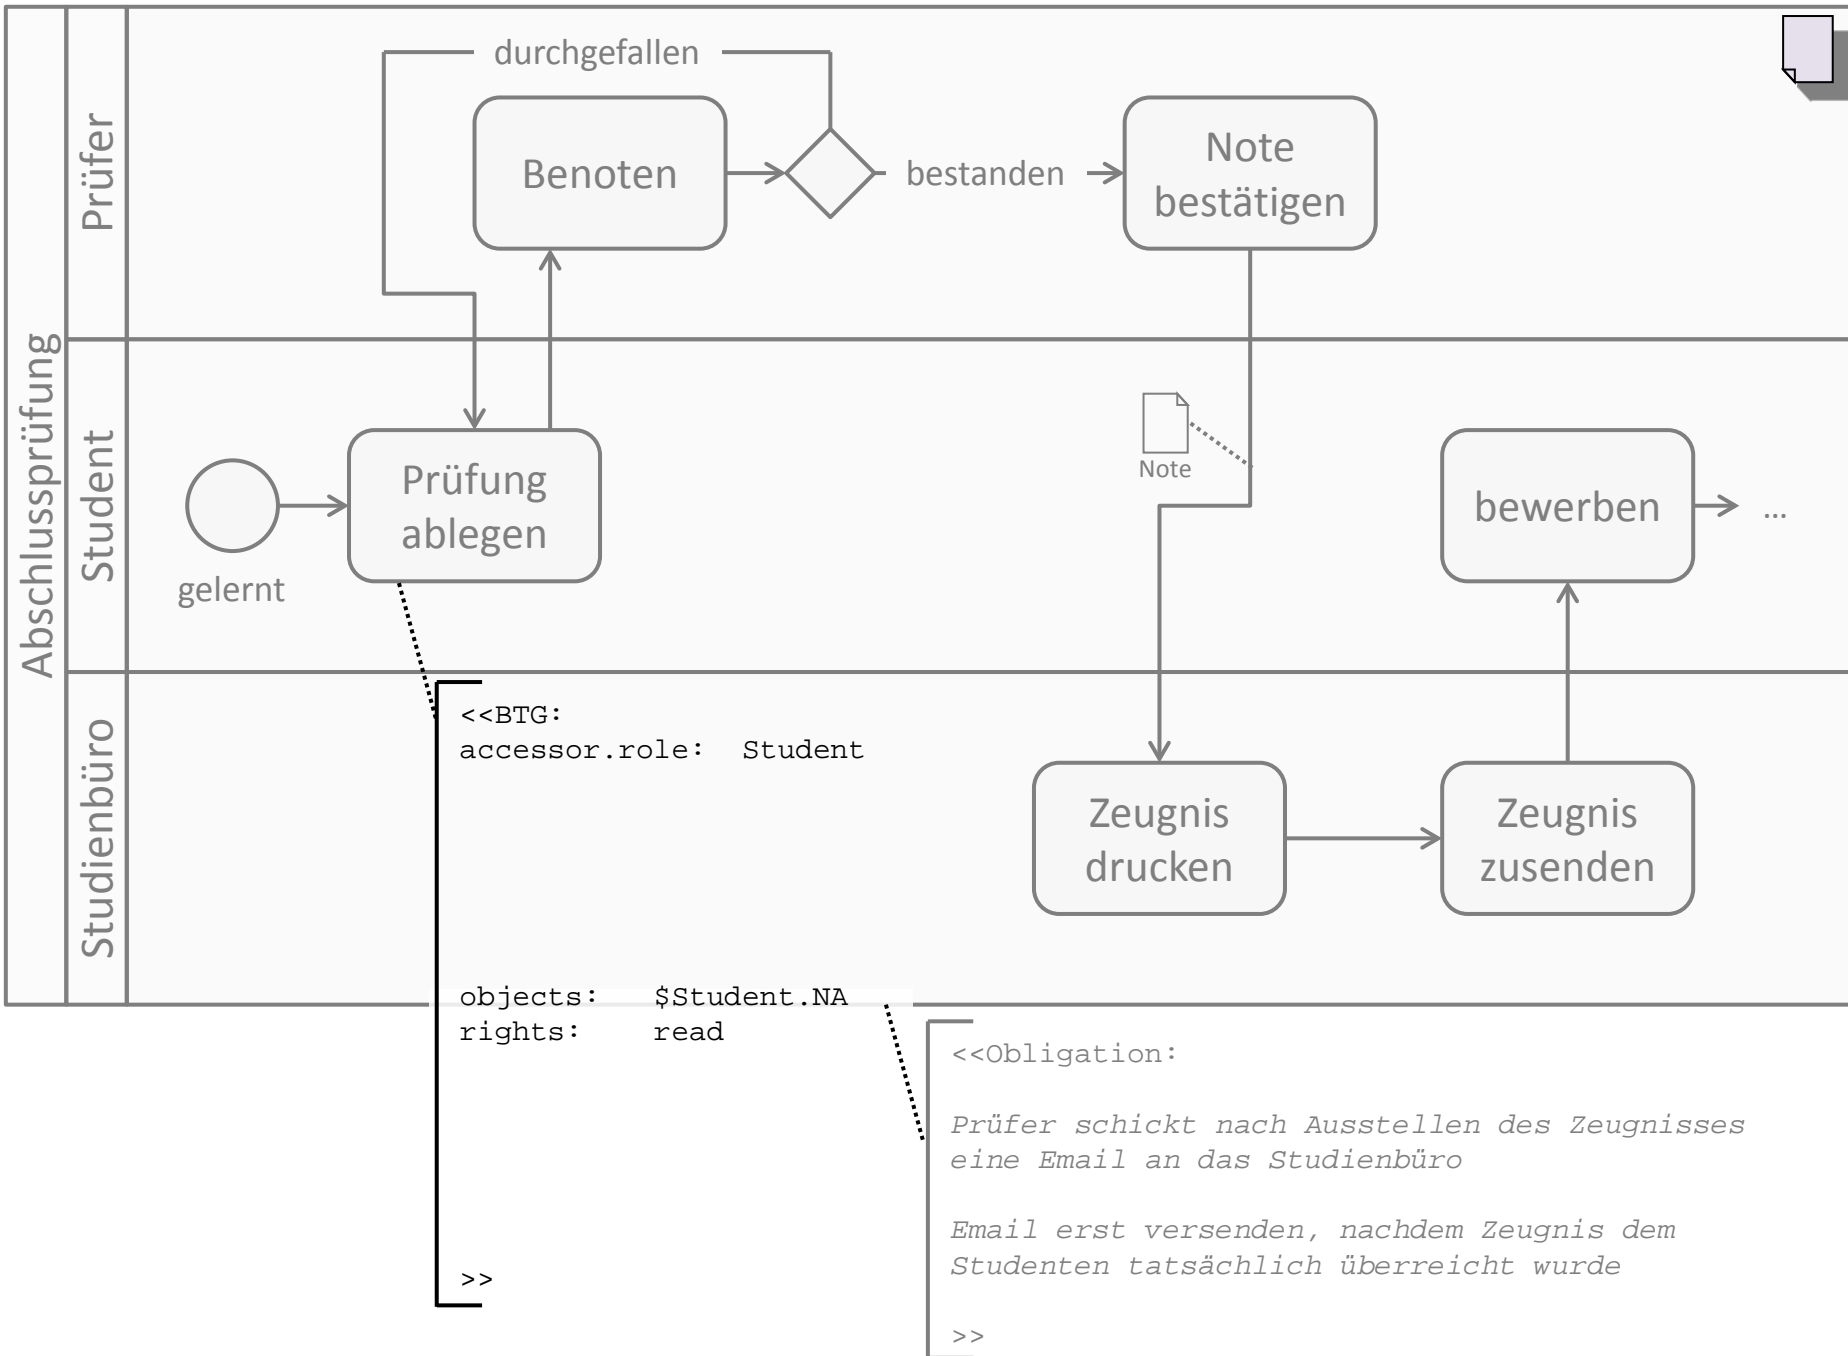 Abschlussprüfung
Prüfer
durchgefallen
Benoten
bestanden
Note
bestätigen
Student
gelernt
Prüfung
ablegen
Note
bewerben
...
Studienbüro
Zeugnis
drucken
Zeugnis
zusenden
<<BTG:
accessor.role: Student
objects: $Student.NA
rights: read
>>
<<Obligation:
Prüfer schickt nach Ausstellen des Zeugnisses
eine Email an das Studienbüro
Email erst versenden, nachdem Zeugnis dem
Studenten tatsächlich überreicht wurde
>>